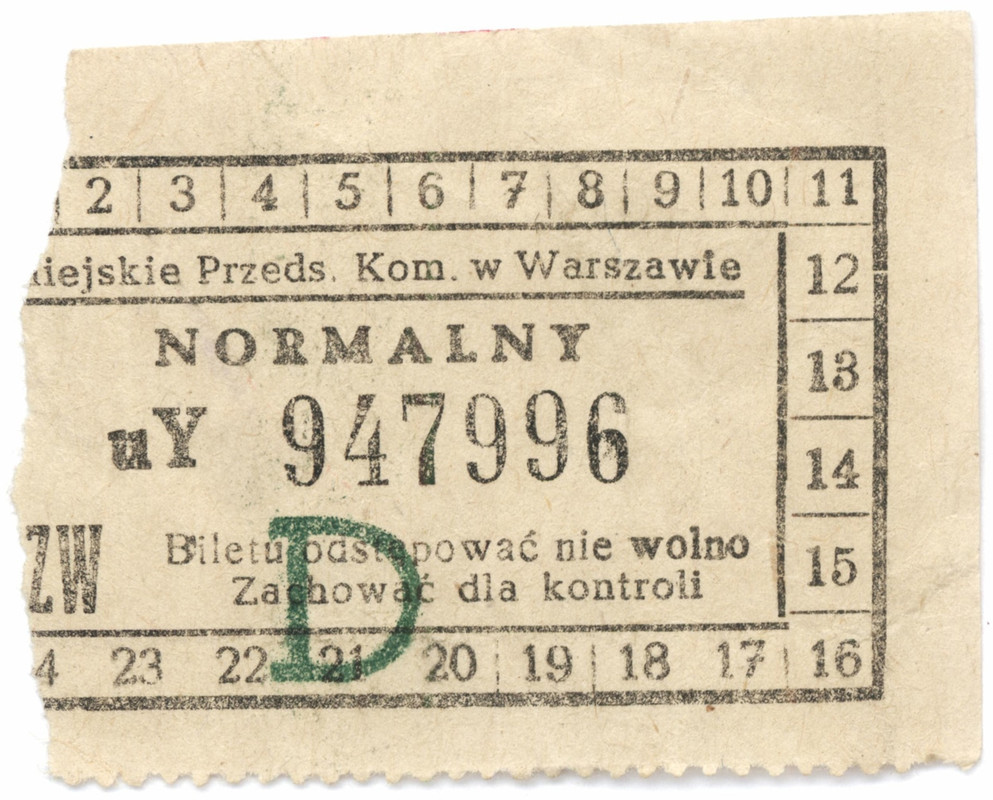 2 3 4 5 6 7 8 9 10 11
iejskie Przeds. Kom. w Warszawie
12
NORMALNY
13
uY 947996
14
ZW
Biletu odstępować nie wolno
D
Zachować dla kontroli
15
4 23 22 21 20 19 18 17 16